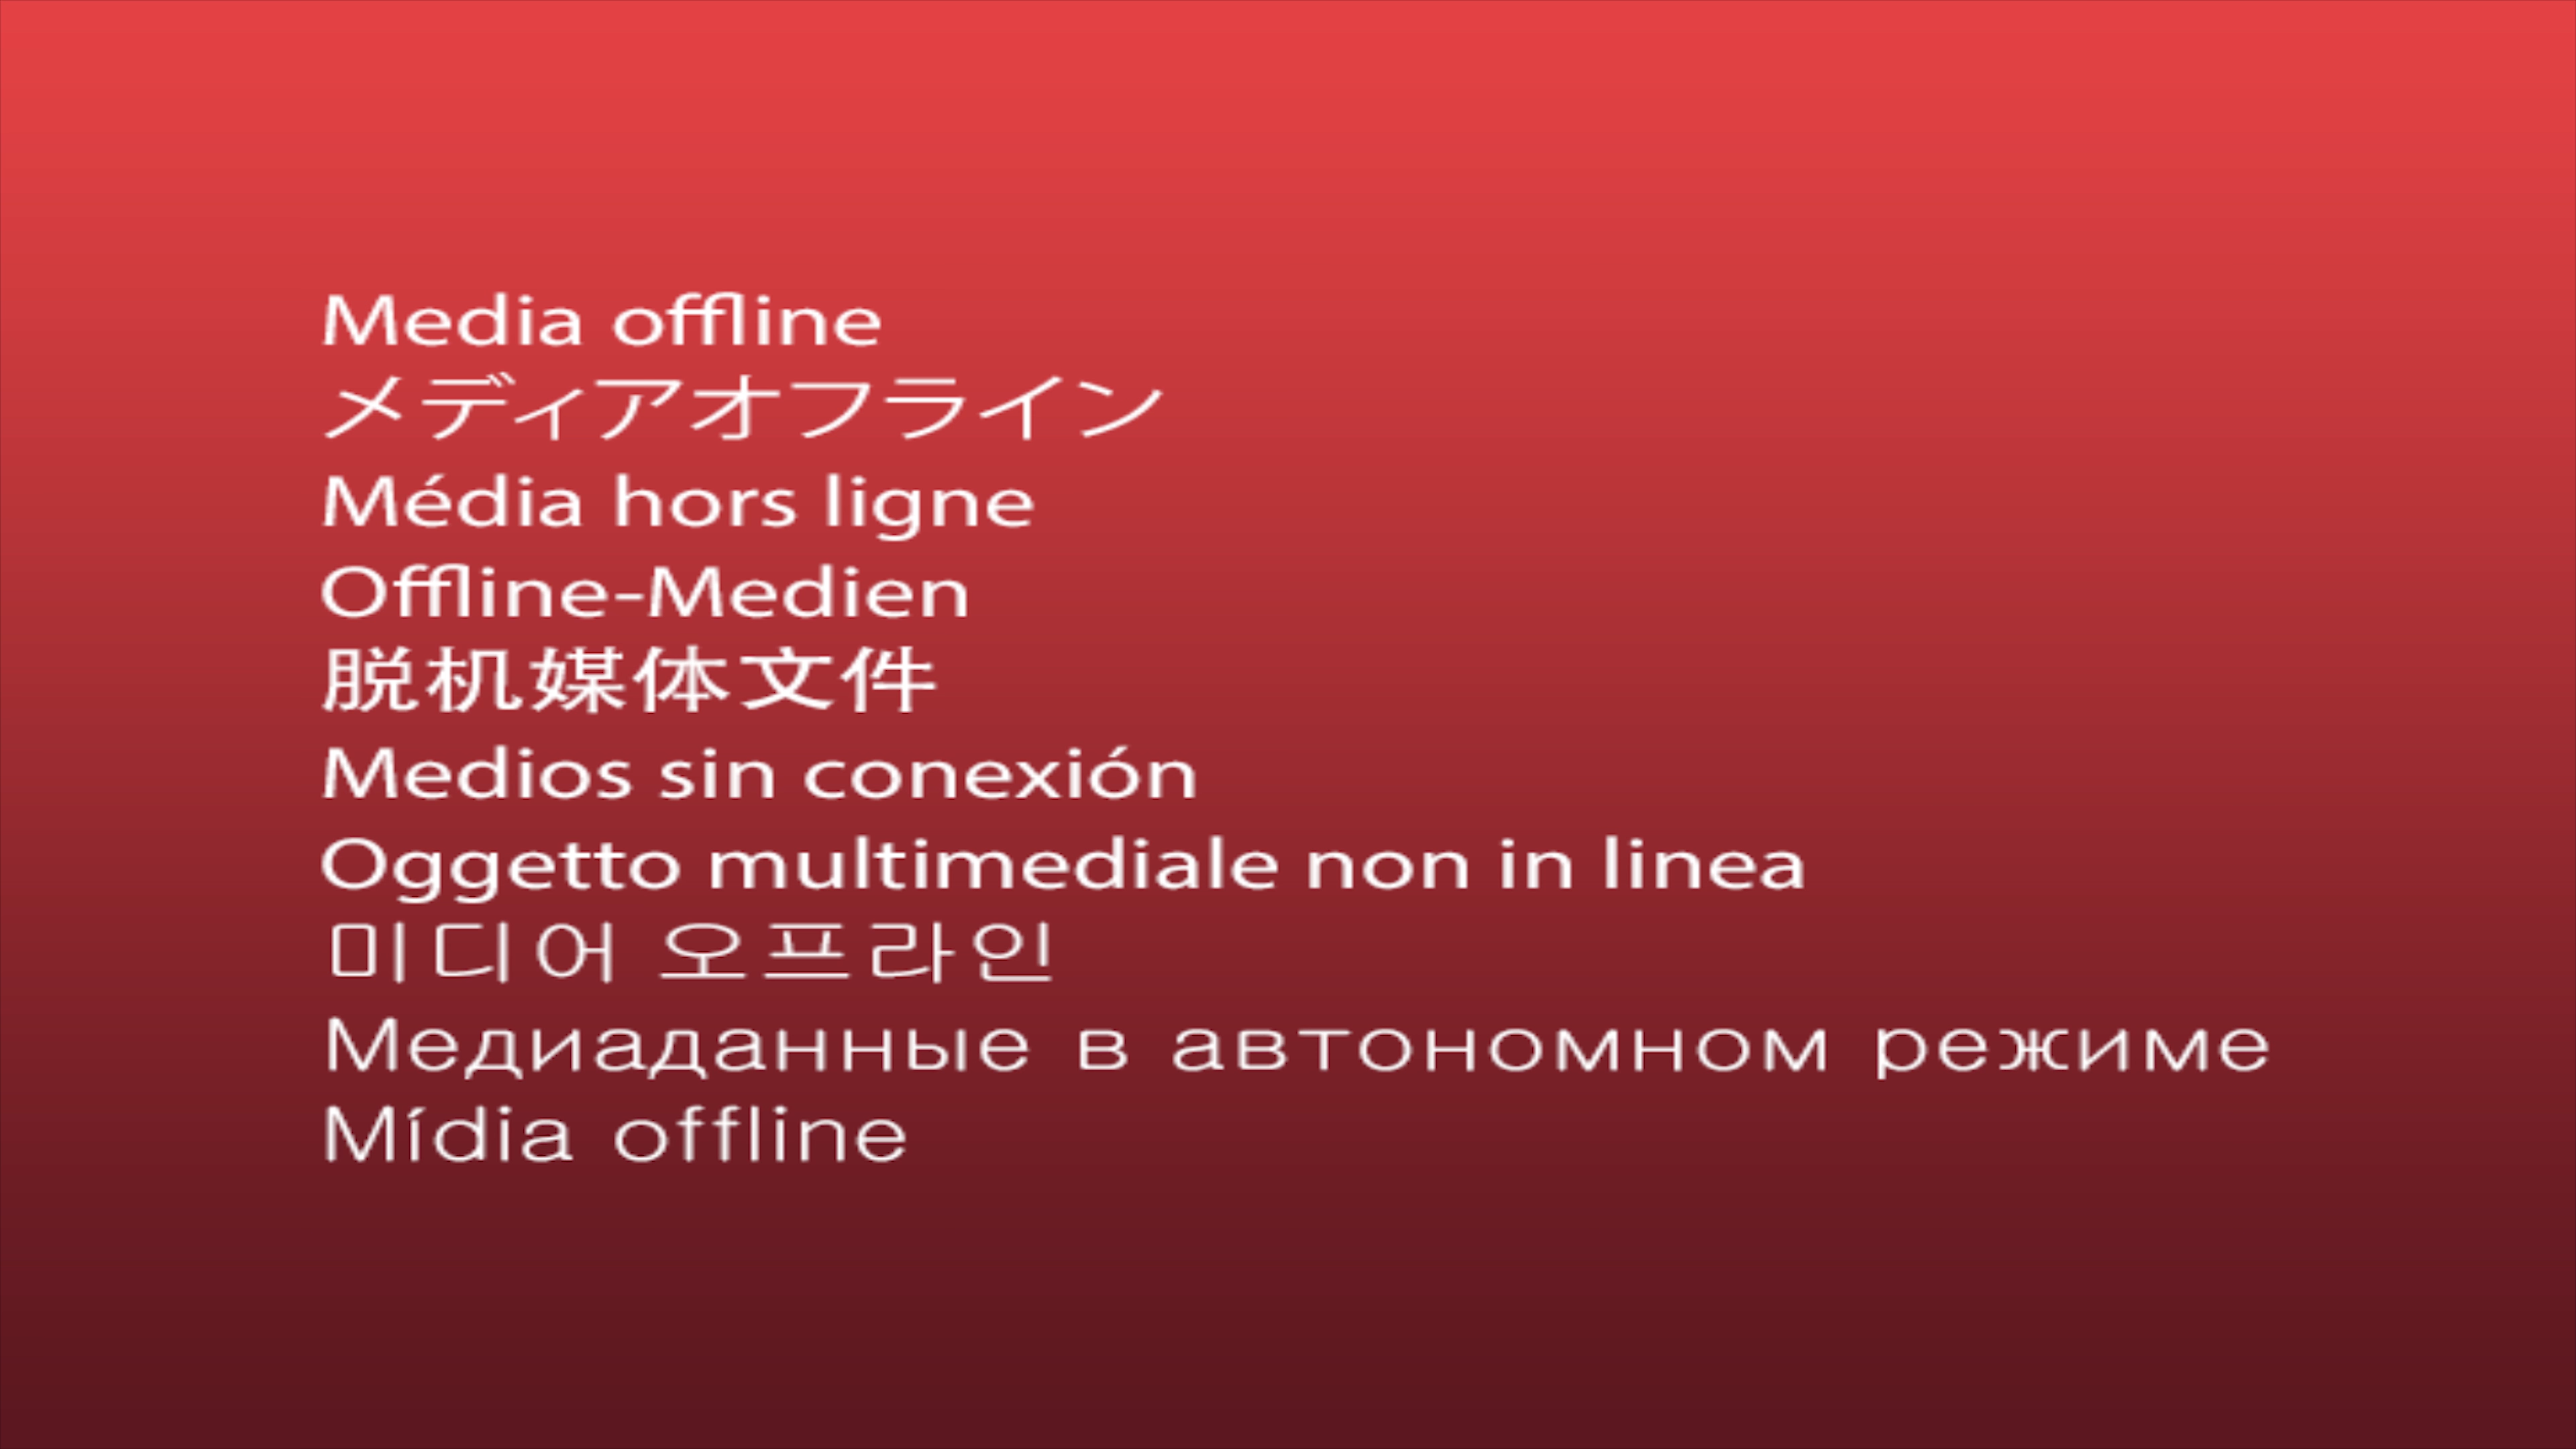 Media offline
メディアオフライン
Média hors ligne
Offline-Medien
脱机媒体文件
Medios sin conexión
Oggetto multimediale non in linea
미디어 오프라인
Медиаданные в автономном режиме
Mídia offline